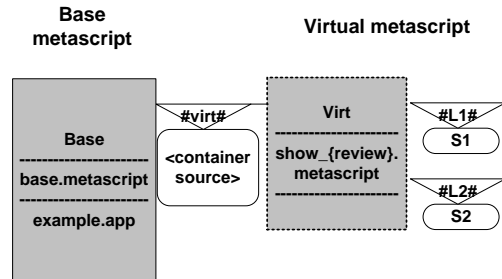 Base
metascript
Virtual metascript
#virt#
Base
base.metascript
example.app
<container
source>
Virt
show_{review}.
metascript
#L1#
S1
#L2#
S2